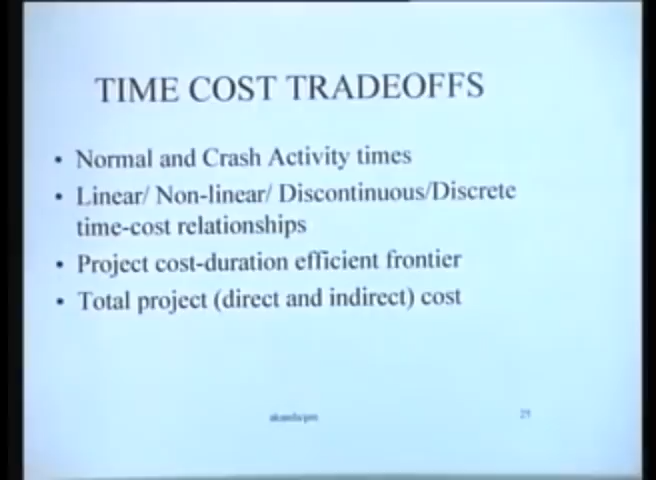 TIME COST TRADEOFFS
• Normal and Crash Activity times
• Linear/ Non-linear/ Discontinuous/Discrete
time-cost relationships
• Project cost-duration efficient frontier
• Total project (direct and indirect) cost